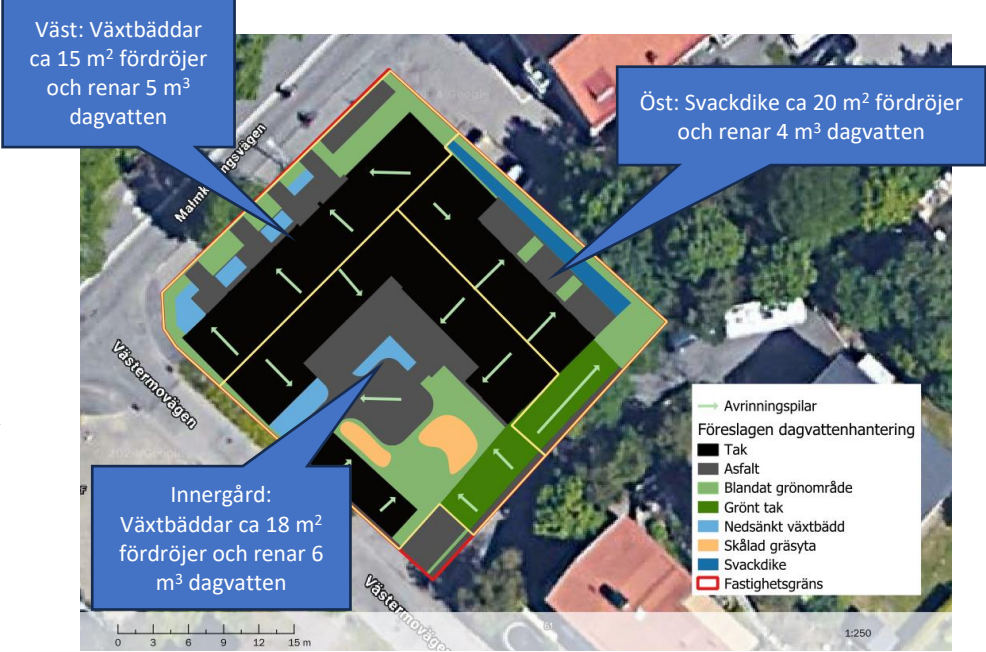 Väst: Växtbäddar
ca 15 m² fördröjer
och renar 5 m³
dagvatten
Öst: Svackdike ca 20 m² fördröjer
och renar 4 m³ dagvatten
Västermovägen
Innergård:
Växtbäddar ca 18 m²
fördröjer och renar 6
m³ dagvatten
Västermovägen
Avrinningspilar
Föreslagen dagvattenhantering
Tak
Asfalt
Blandat grönområde
Grönt tak
Nedsänkt växtbädd
Skålad gräsyta
Svackdike
Fastighetsgräns
0 3 6 9 12 15 m
1:250